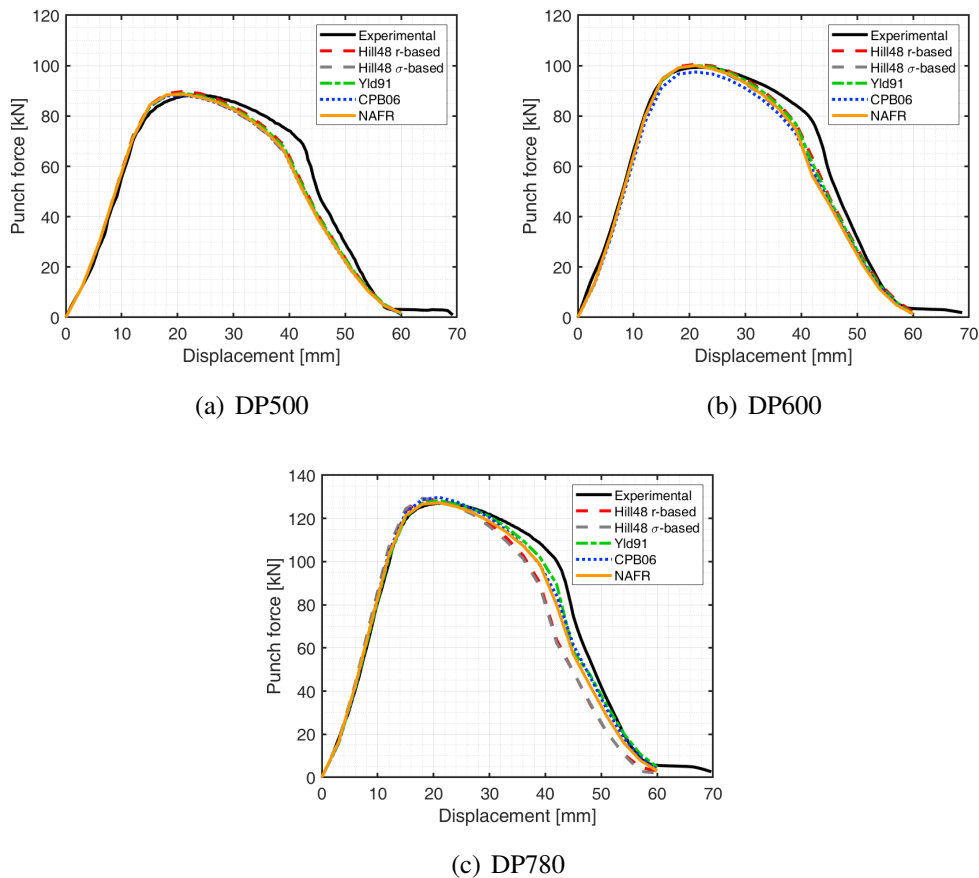 120
100
80
60
40
20
0
Punch force [kN]
Experimental
Hill48 r-based
Hill48 σ-based
Yld91
CPB06
NAFR
0 10 20 30 40 50 60 70
Displacement [mm]
(a) DP500
120
100
80
60
40
20
0
Punch force [kN]
Experimental
Hill48 r-based
Hill48 σ-based
Yld91
CPB06
NAFR
0 10 20 30 40 50 60 70
Displacement [mm]
(b) DP600
140
120
100
80
60
40
20
0
Punch force [kN]
Experimental
Hill48 r-based
Hill48 σ-based
Yld91
CPB06
NAFR
0 10 20 30 40 50 60 70
Displacement [mm]
(c) DP780